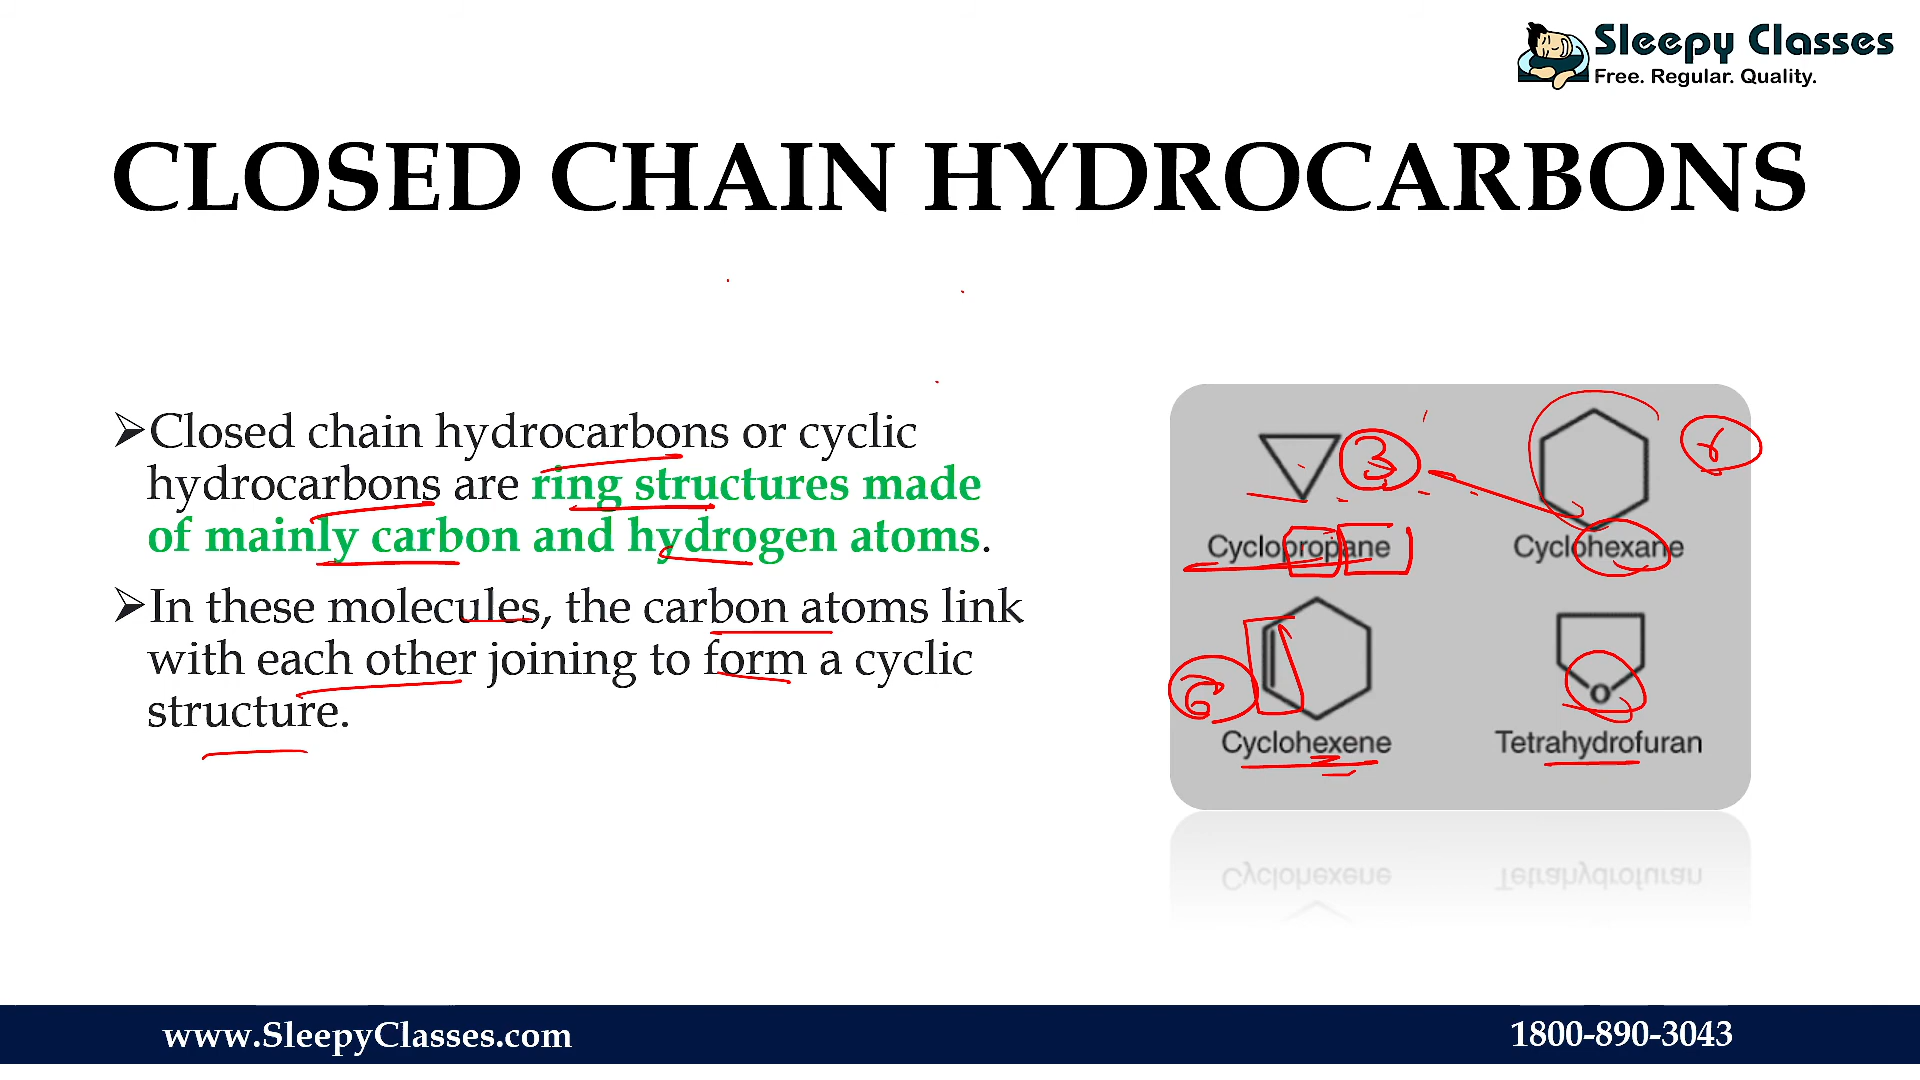 Sleepy Classes
Free. Regular. Quality.
CLOSED CHAIN HYDROCARBONS
➢Closed chain hydrocarbons or cyclic
hydrocarbons are ring structures made
of mainly carbon and hydrogen atoms.
➢In these molecules, the carbon atoms link
with each other joining to form a cyclic
structure.
3
Cyclopropane
Cyclohexane
6
O
Cyclohexene
Tetrahydrofuran
www.SleepyClasses.com
1800-890-3043